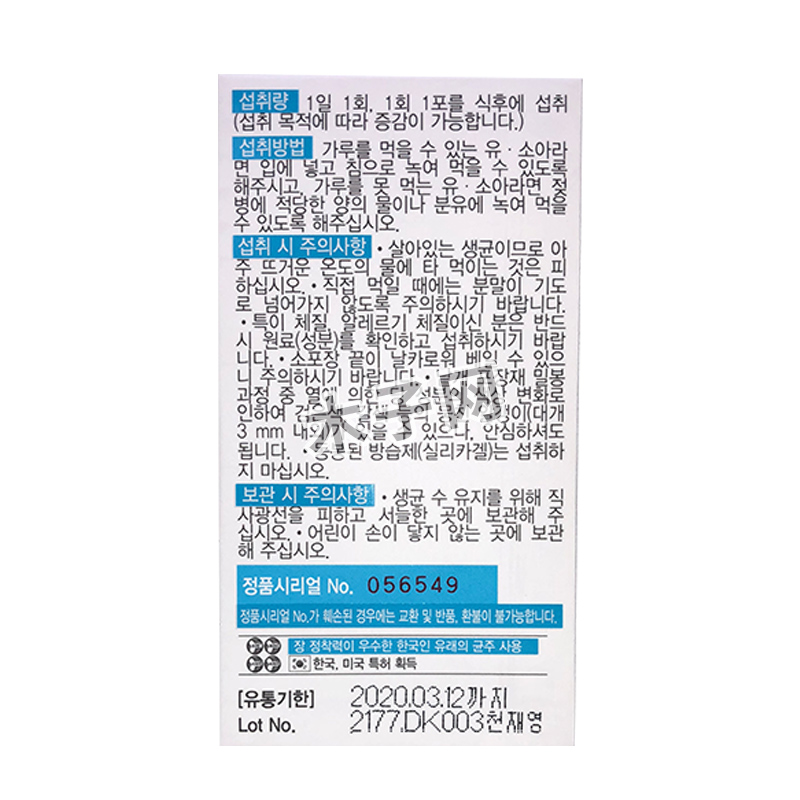 섭취량 1일 1회, 1회 1포를 식후에 섭취
(섭취 목적에 따라 증감이 가능합니다.)
섭취방법 가루를 먹을 수 있는 유 · 소아라
면 입에 넣고 침으로 녹여 먹을 수 있도록
해주시고, 가루를 못 먹는 유 · 소아라면 젖
병에 적당한 양의 물이나 분유에 녹여 먹을
수 있도록 해주십시오.
섭취 시 주의사항 • 살아있는 생균이므로 아
주 뜨거운 온도의 물에 타 먹이는 것은 피
하십시오. • 직접 먹일 때에는 분말이 기도
로 넘어가지 않도록 주의하시기 바랍니다.
• 특이 체질, 알레르기 체질이신 분은 반드
시 원료(성분)를 확인하고 섭취하시기 바랍
니다. • 소포장 끝이 날카로워 베일 수 있으
니 주의하시기 바랍니다. • 포장재 밀봉
과정 중 열에 의한 당 성분의 변화로
인하여 (대개
3 mm 내외)가 있을 수 있으나, 안심하셔도
됩니다. • 동봉된 방습제(실리카겔)는 섭취하
지 마십시오.
보관 시 주의사항 • 생균 수 유지를 위해 직
사광선을 피하고 서늘한 곳에 보관해 주
십시오. • 어린이 손이 닿지 않는 곳에 보관
해 주십시오.
정품시리얼 No. 056549
정품시리얼 No.가 훼손된 경우에는 교환 및 반품, 환불이 불가능합니다.
장 정착력이 우수한 한국인 유래의 균주 사용
한국, 미국 특허 획득
[유통기한] 2020.03.12까지
Lot No. 2177.DK003천재영
木子网